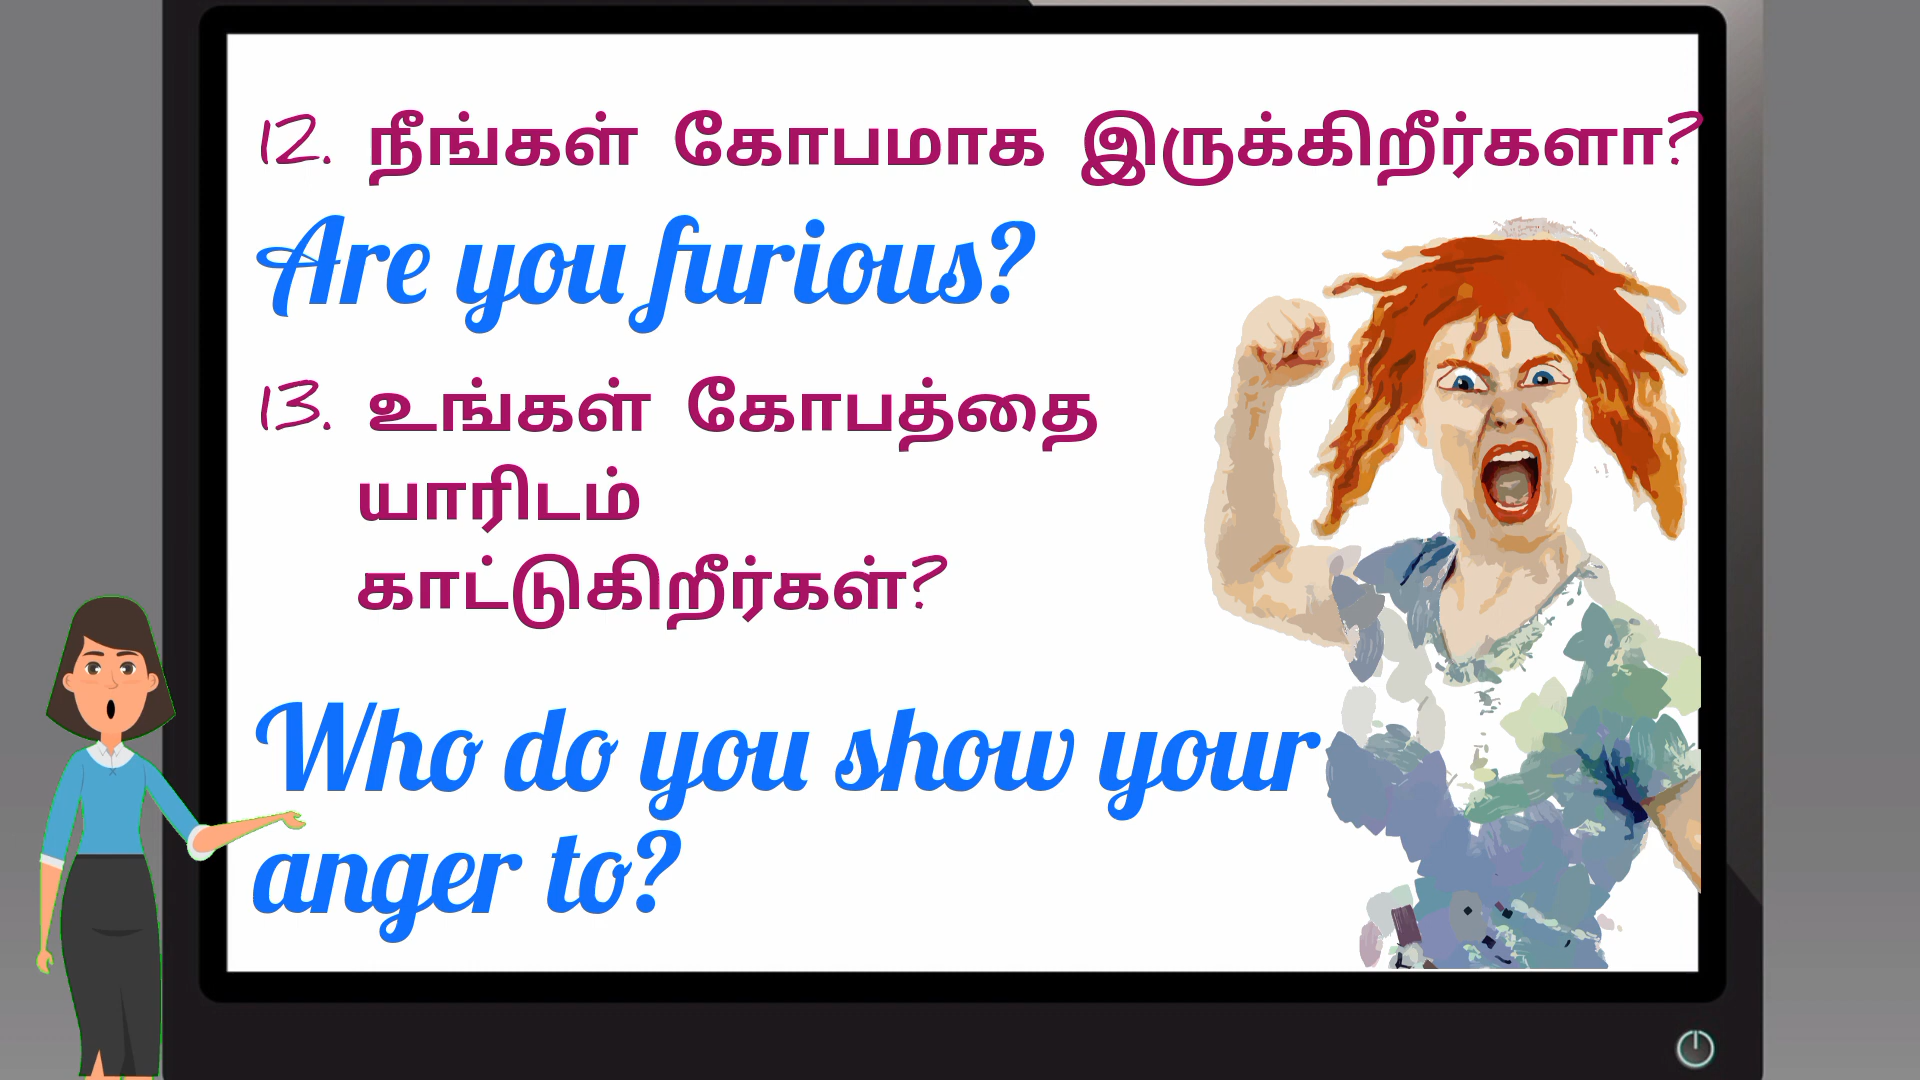 12. நீங்கள் கோபமாக இருக்கிறீர்களா?
Are you furious?
13. உங்கள் கோபத்தை
யாரிடம்
காட்டுகிறீர்கள்?
Who do you show your
anger to?